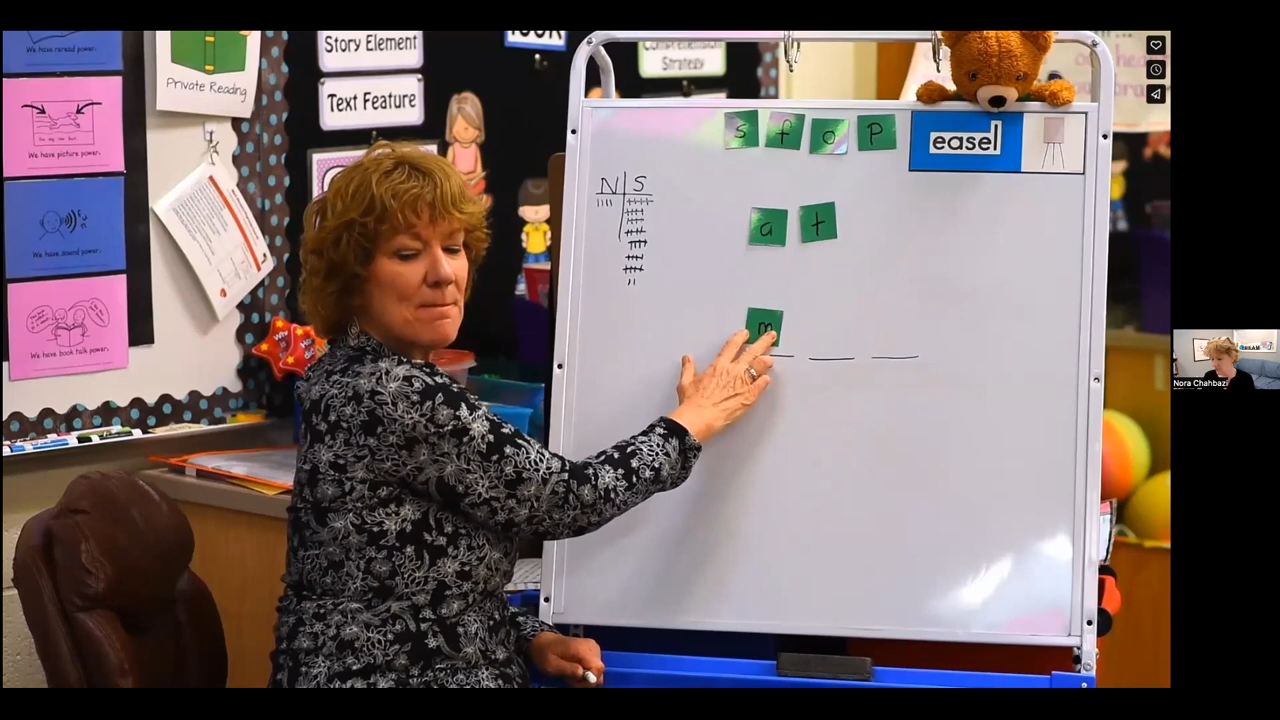 We have reread power.
We have picture power.
We have sound power.
We have book talk power.
Private Reading
Story Element
Text Feature
Strategy
s f o p
easel
N S
a t
m
Nora Chahbazi